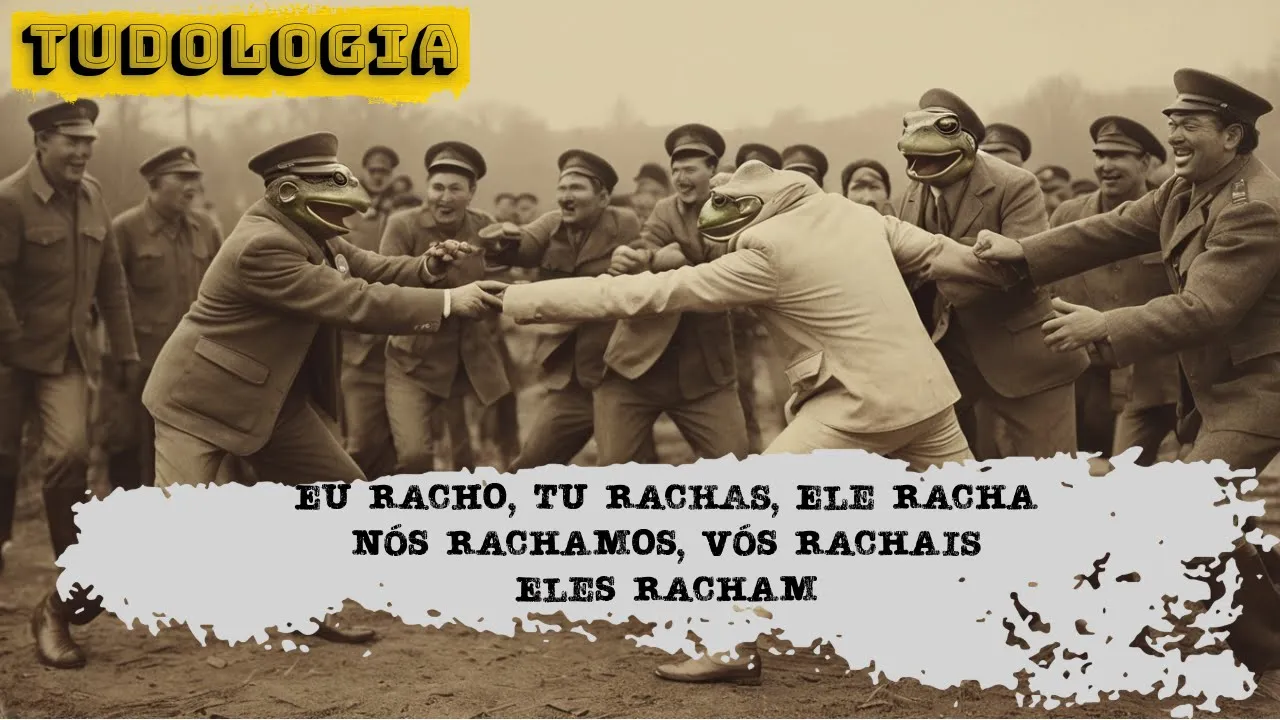 TUDOLOGIA
EU RACHO, TU RACHAS, ELE RACHA
NÓS RACHAMOS, VÓS RACHAIS
ELES RACHAM